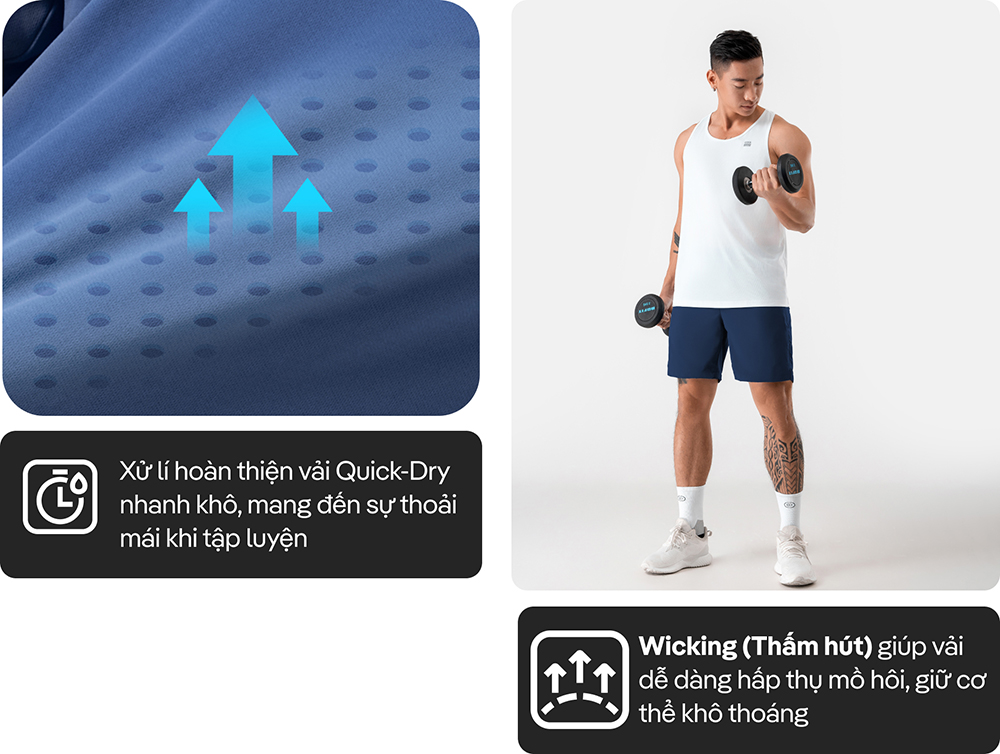 Xử lí hoàn thiện vải Quick-Dry
nhanh khô, mang đến sự thoải
mái khi tập luyện
Wicking (Thấm hút) giúp vải
dễ dàng hấp thụ mồ hôi, giữ cơ
thể khô thoáng